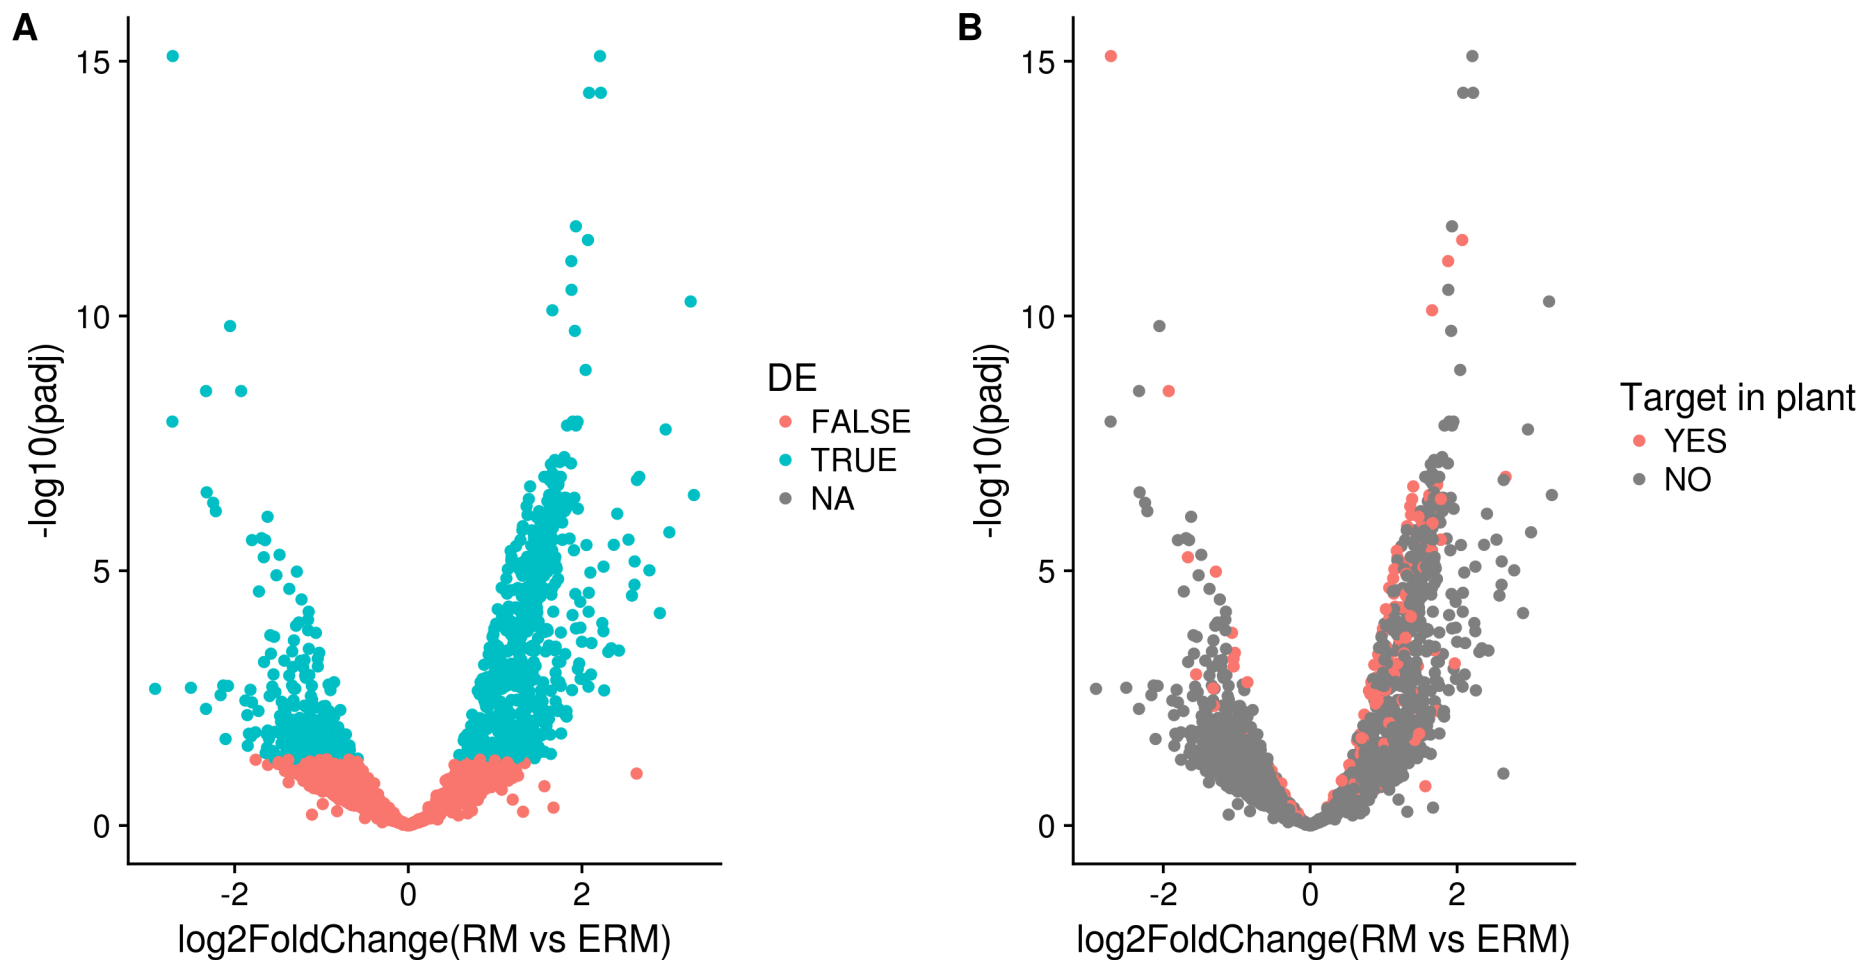 A
15
10
5
0
-log10(padj)
-2
0
2
log2FoldChange(RM vs ERM)
DE
FALSE
TRUE
NA
B
15
10
5
0
-log10(padj)
-2
0
2
log2FoldChange(RM vs ERM)
Target in plant
YES
NO